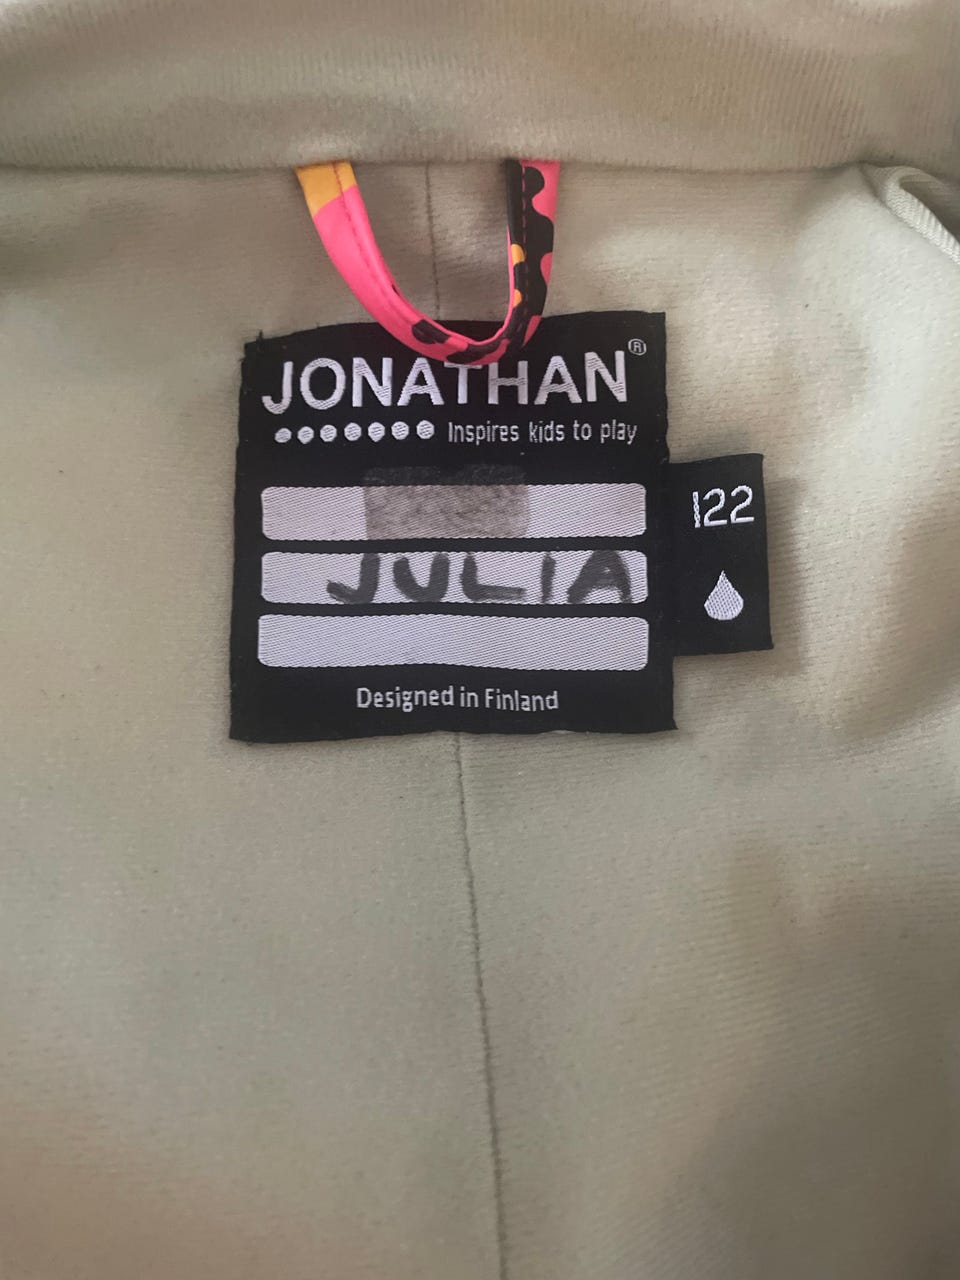 JONATHAN®
Inspires kids to play
122
JULIA
Designed in Finland